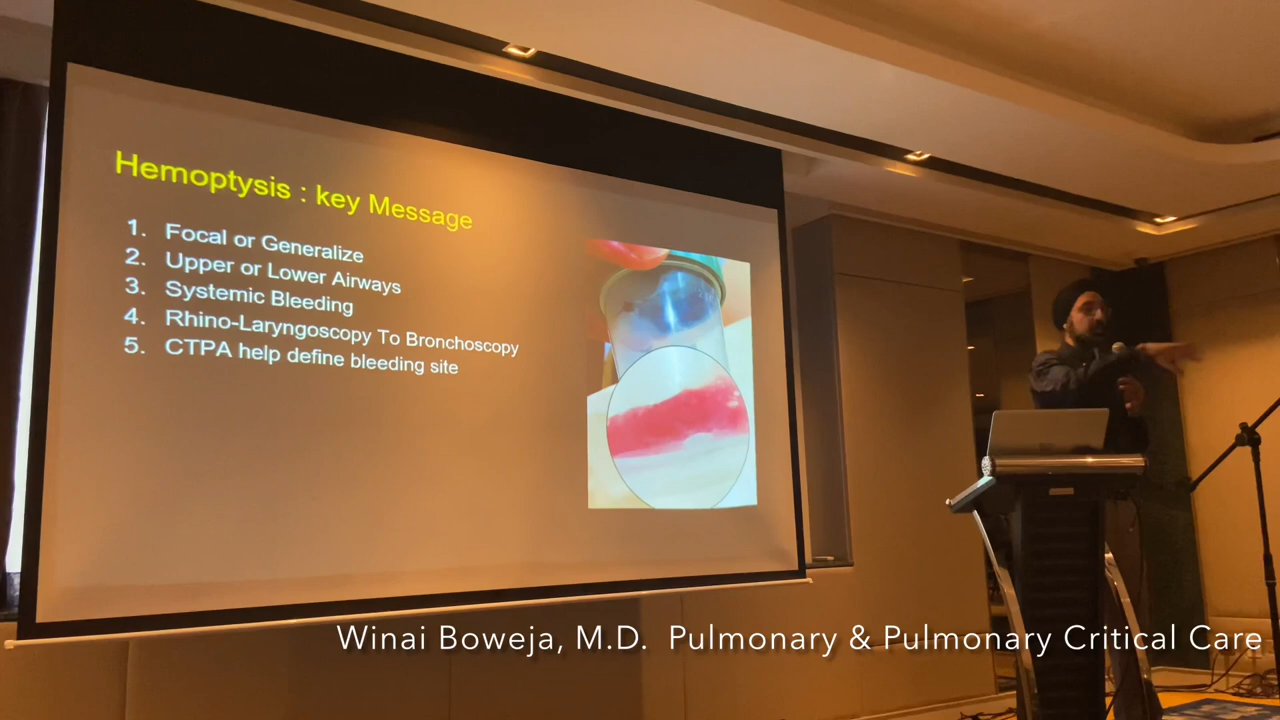 Hemoptysis : key Message
1. Focal or Generalize
2. Upper or Lower Airways
3. Systemic Bleeding
4. Rhino-Laryngoscopy To Bronchoscopy
5. CTPA help define bleeding site
Winai Boweja, M.D. Pulmonary & Pulmonary Critical Care